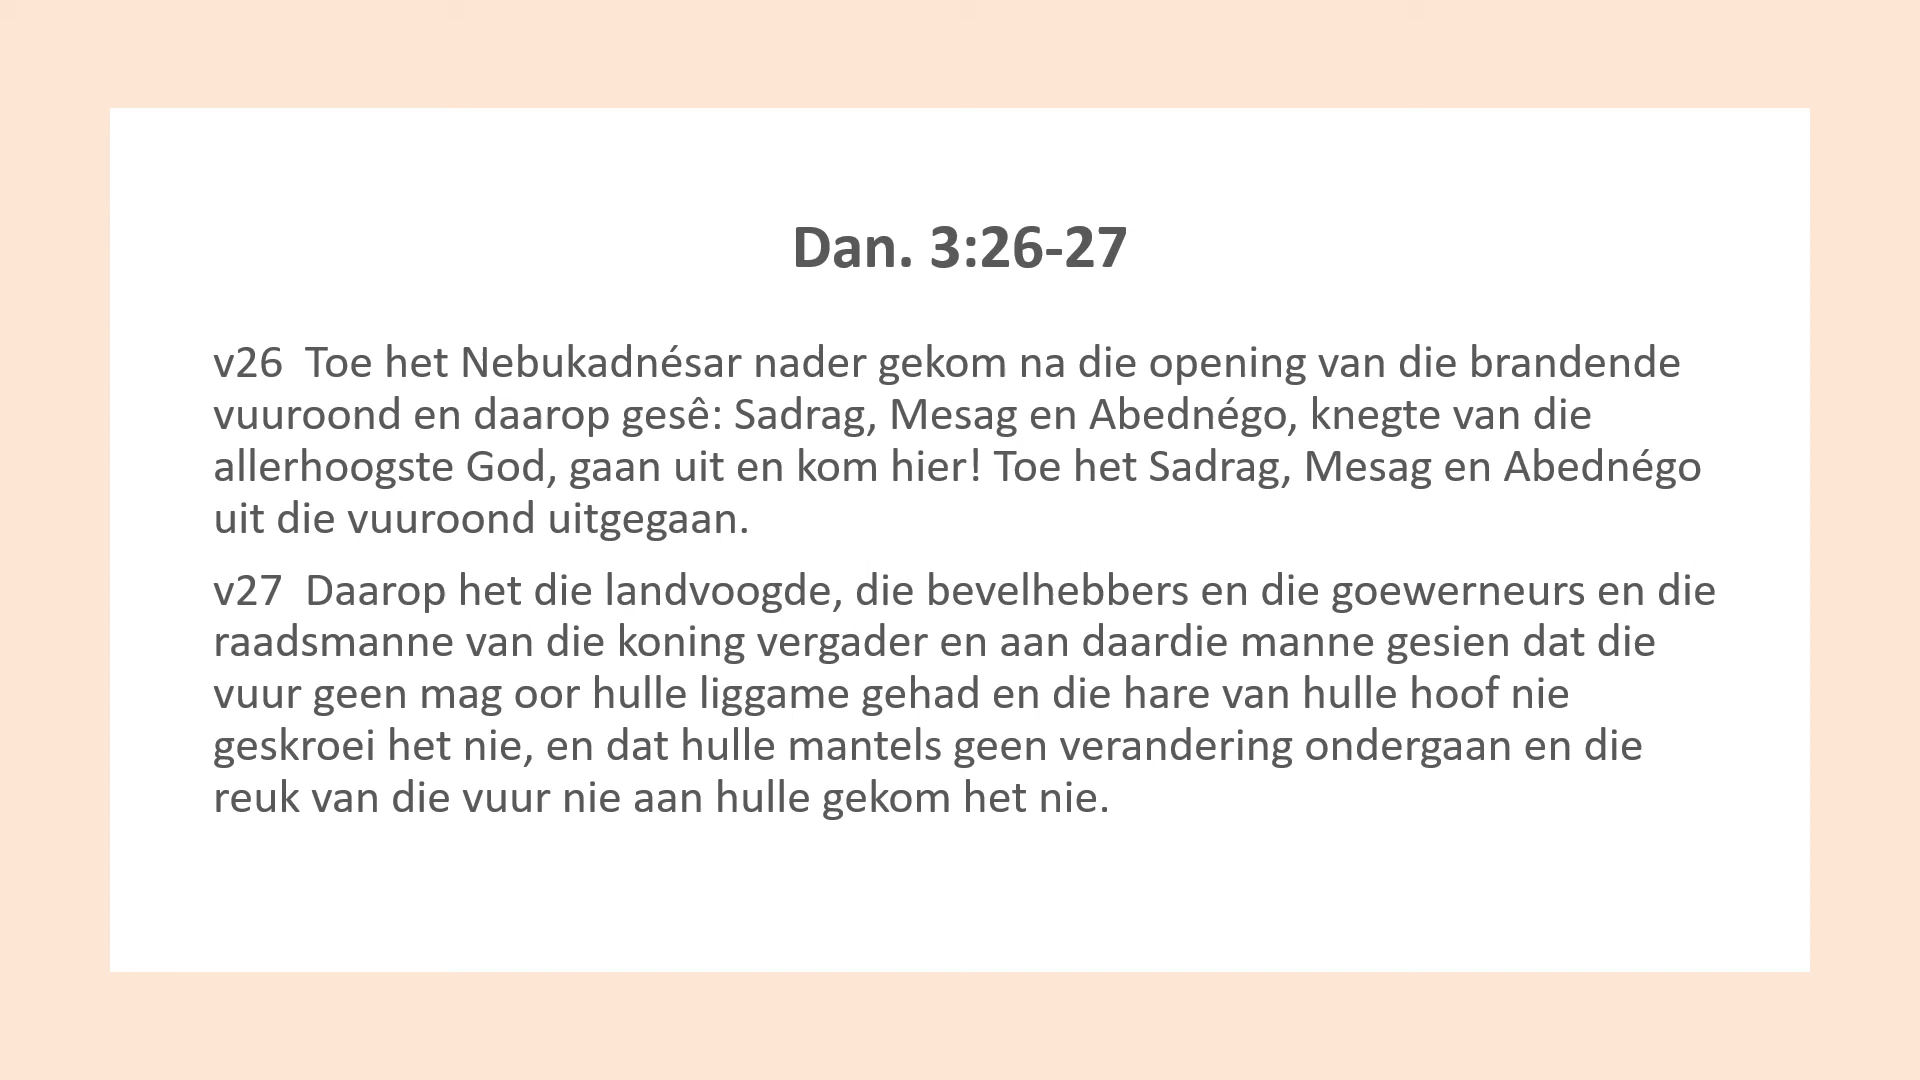 Dan. 3:26-27
v26  Toe het Nebukadnésar nader gekom na die opening van die brandende
vuuroond en daarop gesê: Sadrag, Mesag en Abednégo, knegte van die
allerhoogste God, gaan uit en kom hier! Toe het Sadrag, Mesag en Abednégo
uit die vuuroond uitgegaan.
v27  Daarop het die landvoogde, die bevelhebbers en die goewerneurs en die
raadsmanne van die koning vergader en aan daardie manne gesien dat die
vuur geen mag oor hulle liggame gehad en die hare van hulle hoof nie
geskroei het nie, en dat hulle mantels geen verandering ondergaan en die
reuk van die vuur nie aan hulle gekom het nie.